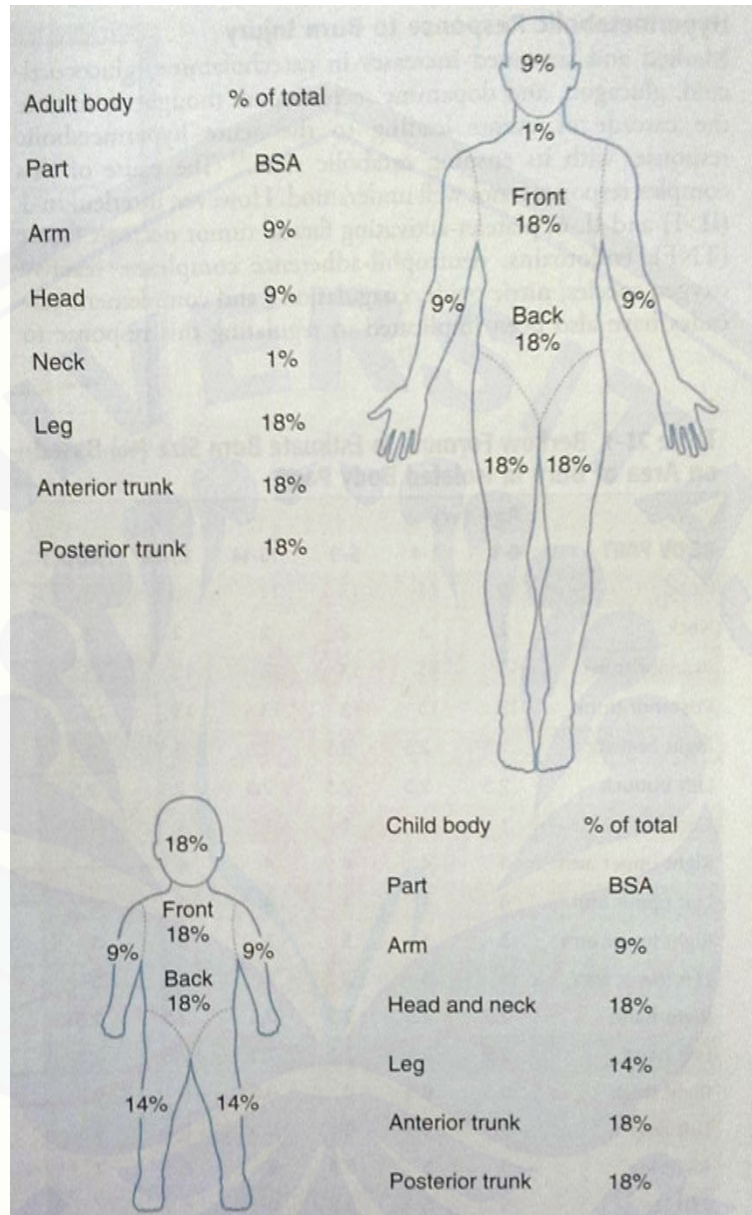 Adult body % of total
Part BSA
Arm 9%
Head 9%
Neck 1%
Leg 18%
Anterior trunk 18%
Posterior trunk 18%
9%
1%
Front
18%
9% 9%
Back
18%
18% 18%
18%
Front
18%
9% 9%
Back
18%
14% 14%
Child body % of total
Part BSA
Arm 9%
Head and neck 18%
Leg 14%
Anterior trunk 18%
Posterior trunk 18%